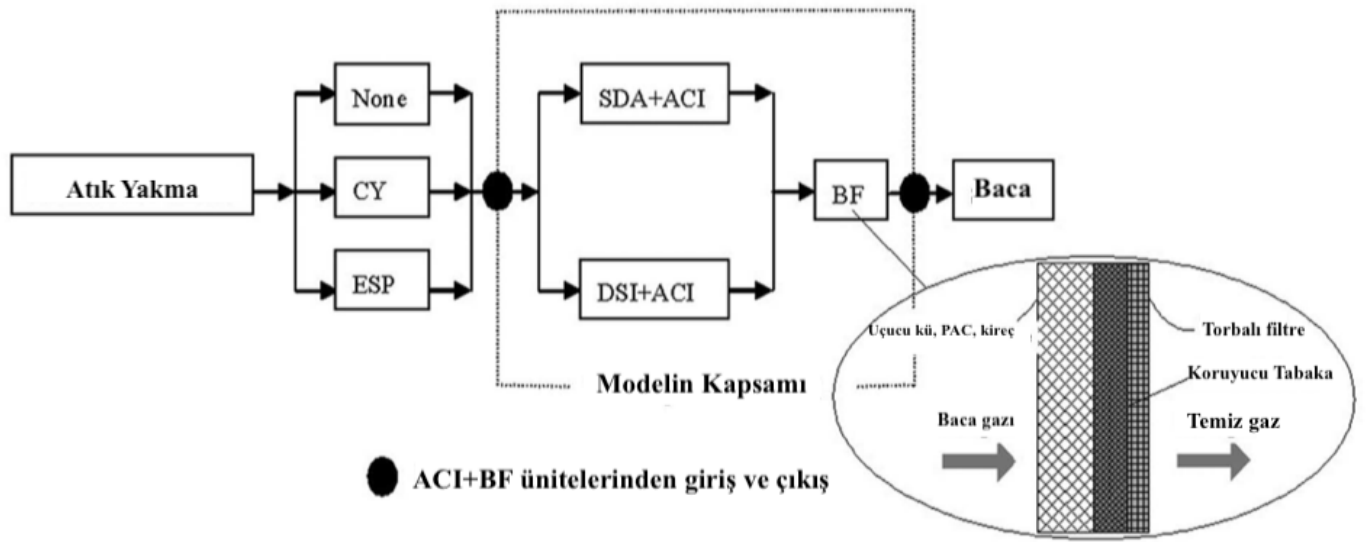 None
SDA+ACI
Atık Yakma
CY
BF
Baca
ESP
DSI+ACI
Uçucu kü, PAC, kireç
Torbalı filtre
Modelin Kapsamı
Koruyucu Tabaka
Baca gazı
Temiz gaz
ACI+BF ünitelerinden giriş ve çıkış